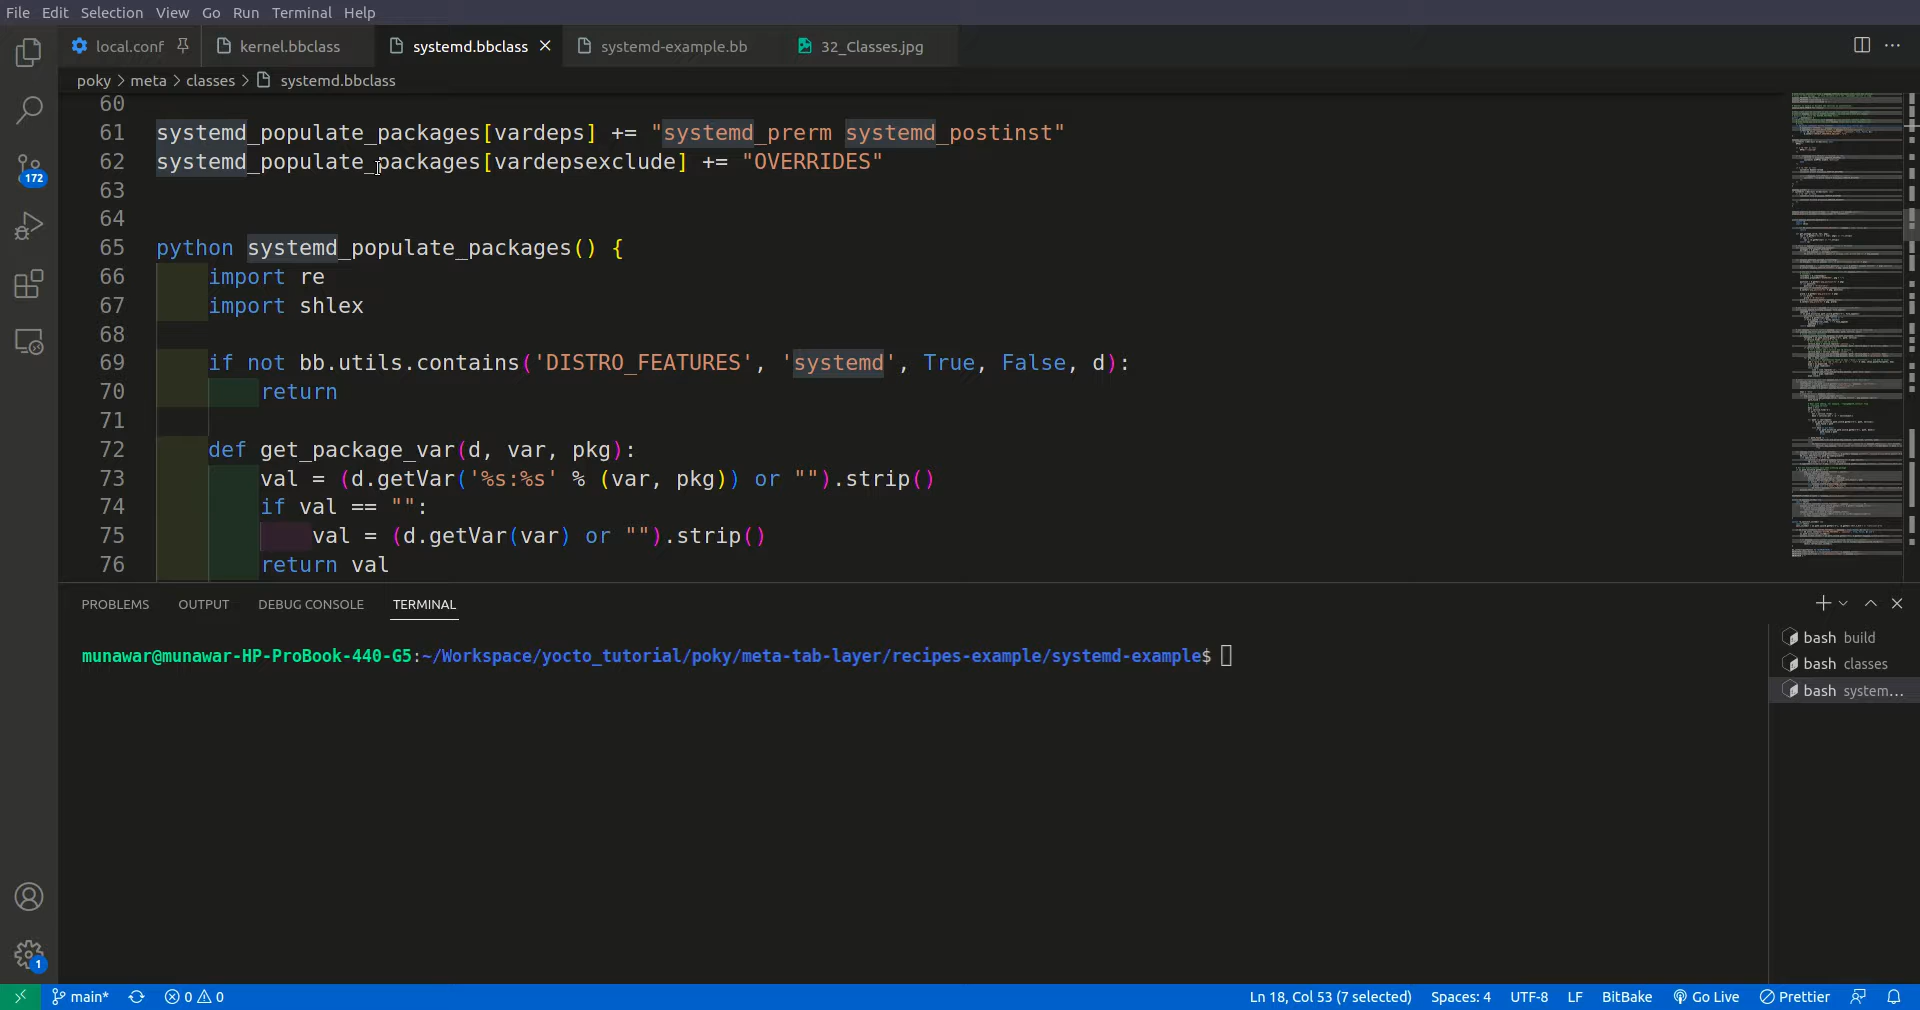 File Edit Selection View Go Run Terminal Help
local.conf kernel.bbclass systemd.bbclass systemd-example.bb 32_Classes.jpg
poky > meta > classes > systemd.bbclass
60
61 systemd_populate_packages[vardeps] += "systemd_prerm systemd_postinst"
62 systemd_populate_packages[vardepsexclude] += "OVERRIDES"
63
64
65 python systemd_populate_packages() {
66 import re
67 import shlex
68
69 if not bb.utils.contains('DISTRO_FEATURES', 'systemd', True, False, d):
70 return
71
72 def get_package_var(d, var, pkg):
73 val = (d.getVar('%s:%s' % (var, pkg)) or "").strip()
74 if val == "":
75 val = (d.getVar(var) or "").strip()
76 return val
172
PROBLEMS OUTPUT DEBUG CONSOLE TERMINAL
munawar@munawar-HP-ProBook-440-G5:~/Workspace/yocto_tutorial/poky/meta-tab-layer/recipes-example/systemd-example$
bash build
bash classes
bash system...
1
main* 0 0 Ln 18, Col 53 (7 selected) Spaces: 4 UTF-8 LF BitBake Go Live Prettier